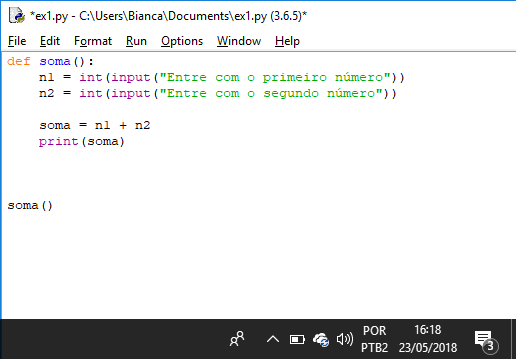 *ex1.py - C:\Users\Bianca\Documents\ex1.py (3.6.5)*
File Edit Format Run Options Window Help
def soma():
    n1 = int(input("Entre com o primeiro número"))
    n2 = int(input("Entre com o segundo número"))
    soma = n1 + n2
    print(soma)
soma()
POR 16:18
PTB2 23/05/2018 3